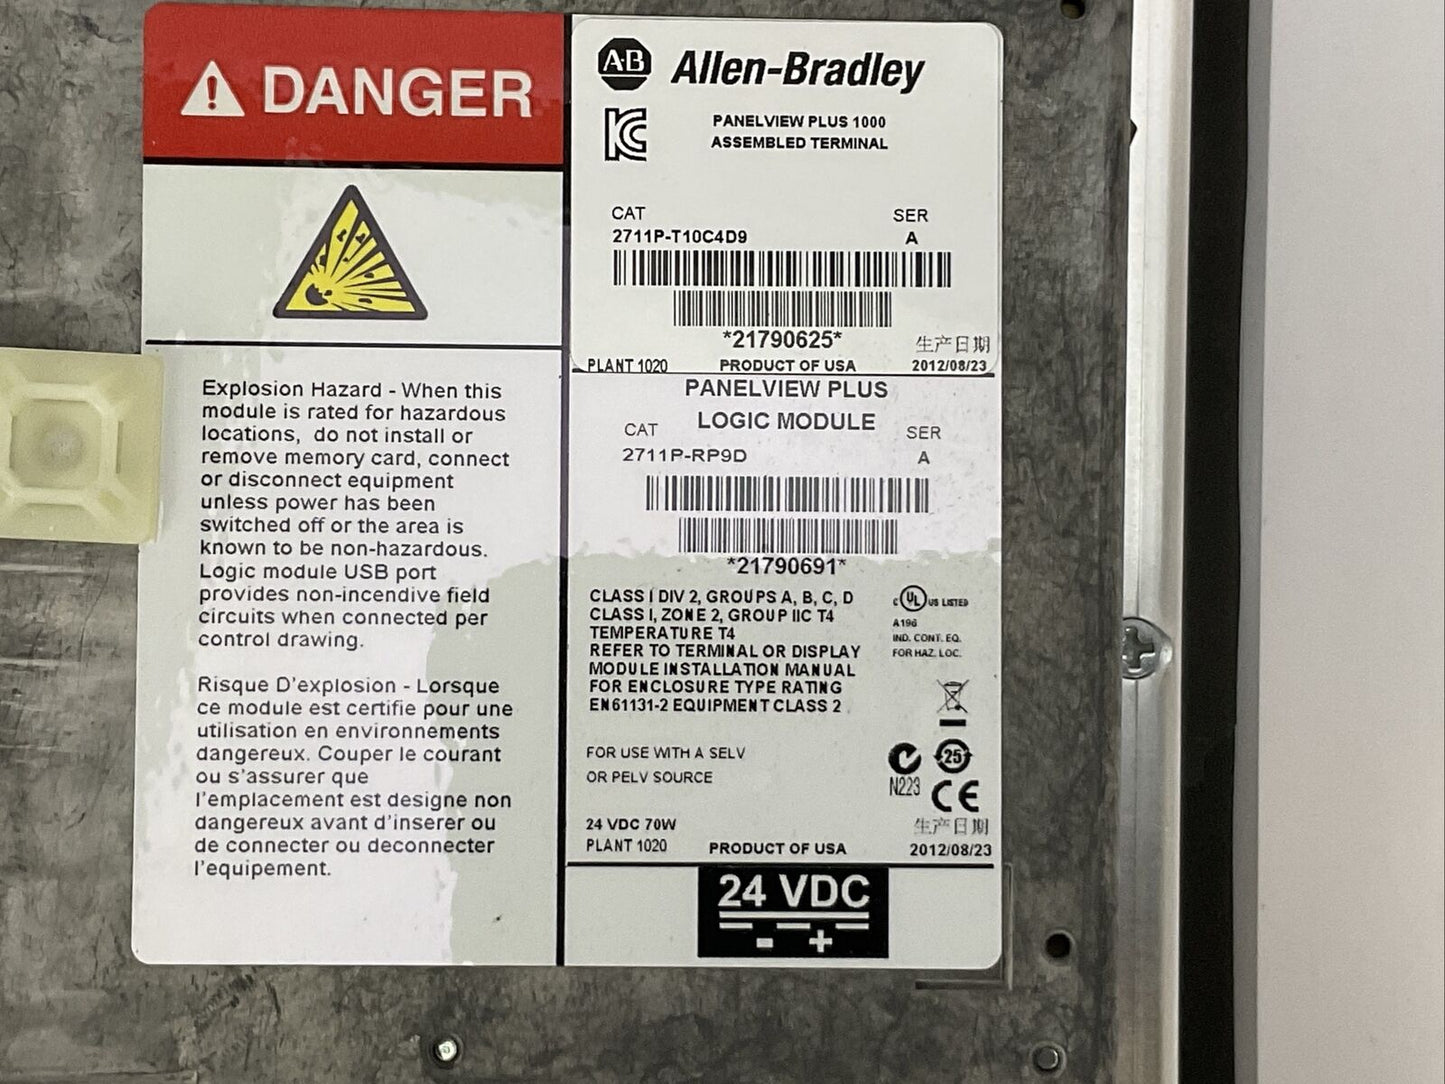 DANGER
Explosion Hazard - When this
module is rated for hazardous
locations, do not install or
remove memory card, connect
or disconnect equipment
unless power has been
switched off or the area is
known to be non-hazardous.
Logic module USB port
provides non-incendive field
circuits when connected per
control drawing.
Risque D'explosion - Lorsque
ce module est certifie pour une
utilisation en environnements
dangereux. Couper le courant
ou s'assurer que
l'emplacement est designe non
dangereux avant d'inserer ou
de connecter ou deconnecter
l'equipement.
AB Allen-Bradley
PANELVIEW PLUS 1000
ASSEMBLED TERMINAL
CAT SER
2711P-T10C4D9 A
*21790625* 生产日期
PLANT 1020 PRODUCT OF USA 2012/08/23
PANELVIEW PLUS
LOGIC MODULE
CAT SER
2711P-RP9D A
*21790691*
CLASS I DIV 2, GROUPS A, B, C, D
CLASS I, ZONE 2, GROUP IIC T4
TEMPERATURE T4
REFER TO TERMINAL OR DISPLAY
MODULE INSTALLATION MANUAL
FOR ENCLOSURE TYPE RATING
EN61131-2 EQUIPMENT CLASS 2
c UL US LISTED
A196
IND. CONT. EQ.
FOR HAZ. LOC.
FOR USE WITH A SELV
OR PELV SOURCE
25
N223 CE
24 VDC 70W 生产日期
PLANT 1020 PRODUCT OF USA 2012/08/23
24 VDC
- +